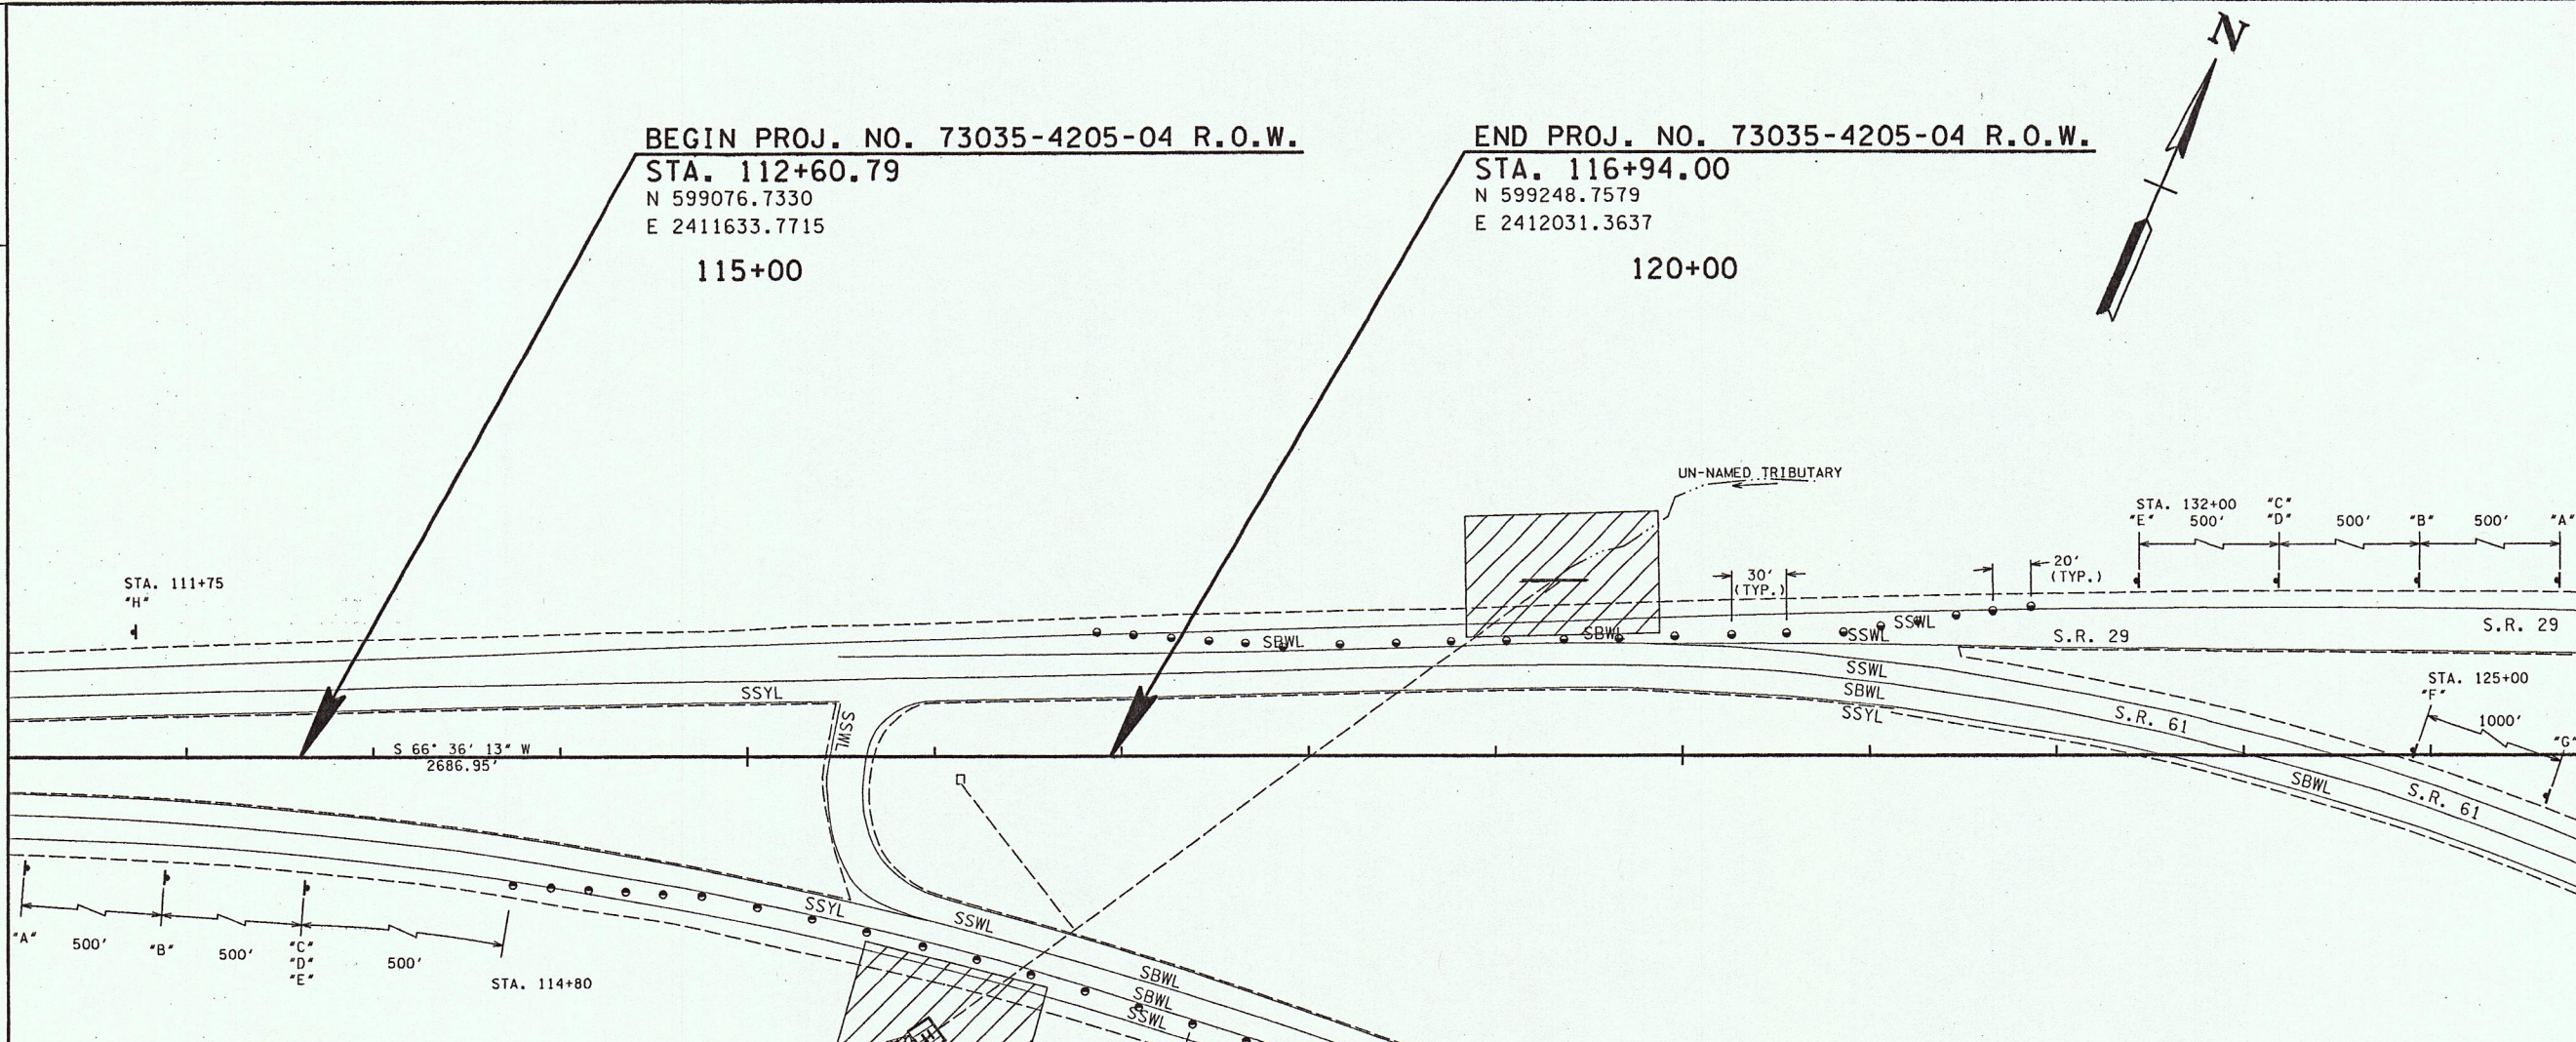 N
BEGIN PROJ. NO. 73035-4205-04 R.O.W.
STA. 112+60.79
N 599076.7330
E 2411633.7715
115+00
END PROJ. NO. 73035-4205-04 R.O.W.
STA. 116+94.00
N 599248.7579
E 2412031.3637
120+00
UN-NAMED TRIBUTARY
STA. 132+00
"E"
500'
"C"
"D"
500'
"B"
500'
"A"
20'
(TYP.)
30'
(TYP.)
STA. 111+75
"H"
SBWL
SBWL
SSWL
SSWL
S.R. 29
S.R. 29
SSWL
SBWL
SSYL
SSYL
SSWL
S.R. 61
STA. 125+00
"F"
1000'
"G"
S 66° 36' 13" W
2686.95'
SBWL
S.R. 61
"A"
500'
"B"
500'
"C"
"D"
"E"
500'
STA. 114+80
SSYL
SSWL
SBWL
SBWL
SSWL